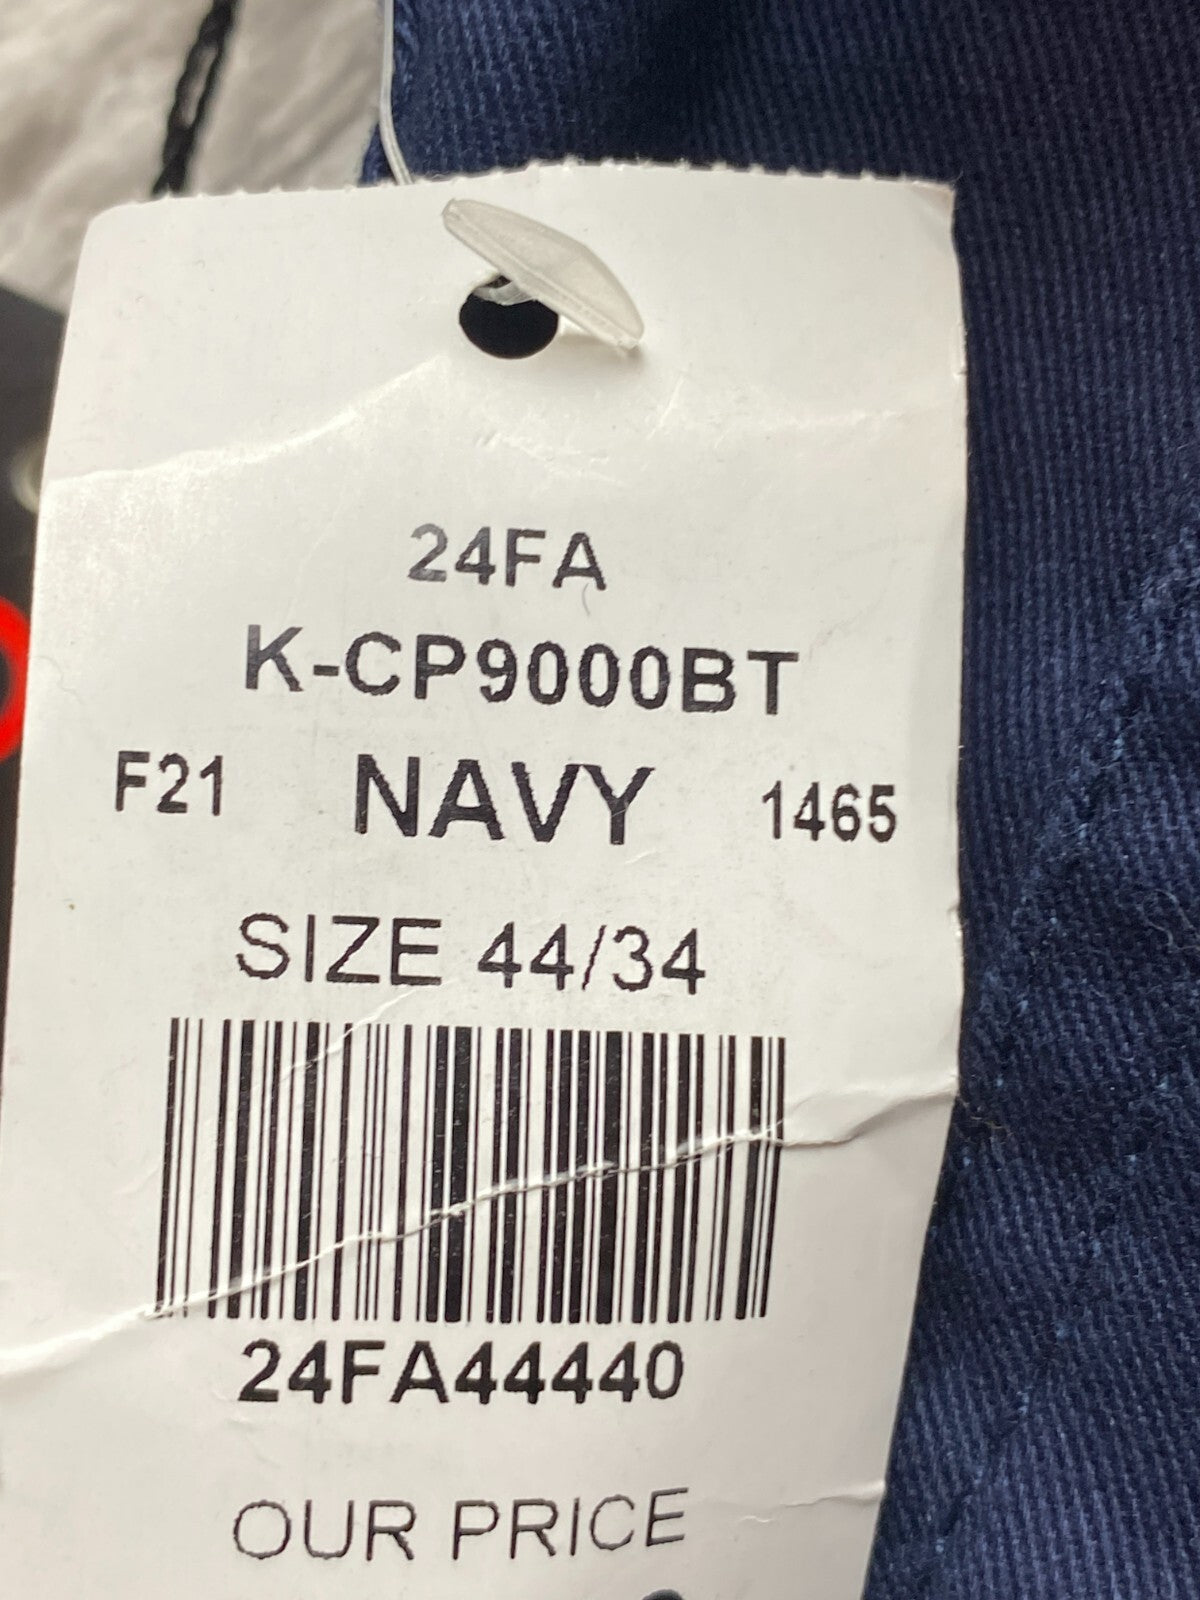 24FA
K-CP9000BT
F21 NAVY 1465
SIZE 44/34
24FA44440
OUR PRICE